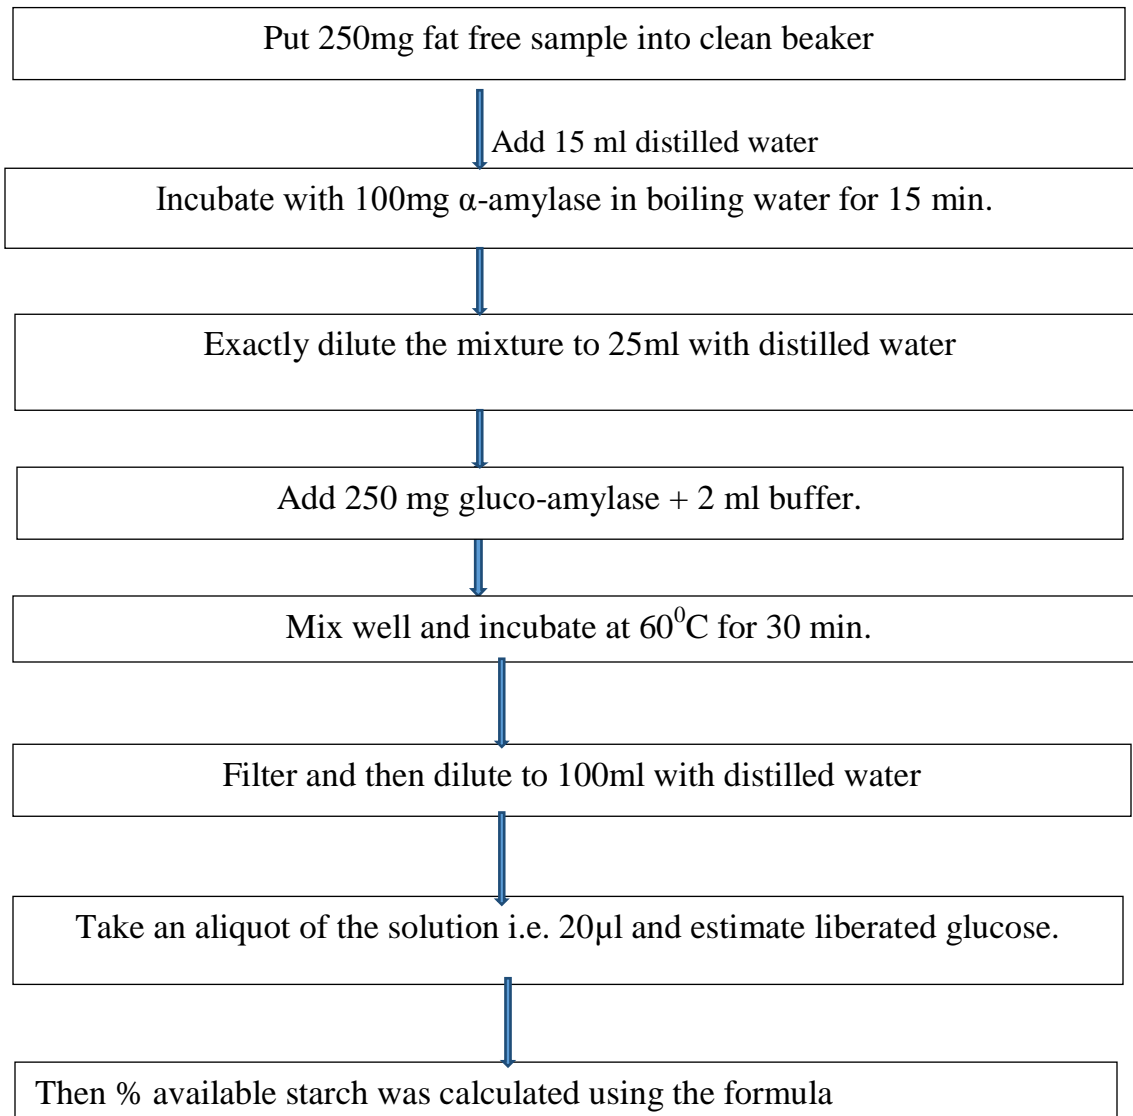 Put 250mg fat free sample into clean beaker
Add 15 ml distilled water
Incubate with 100mg α-amylase in boiling water for 15 min.
Exactly dilute the mixture to 25ml with distilled water
Add 250 mg gluco-amylase + 2 ml buffer.
Mix well and incubate at 60⁰C for 30 min.
Filter and then dilute to 100ml with distilled water
Take an aliquot of the solution i.e. 20µl and estimate liberated glucose.
Then % available starch was calculated using the formula